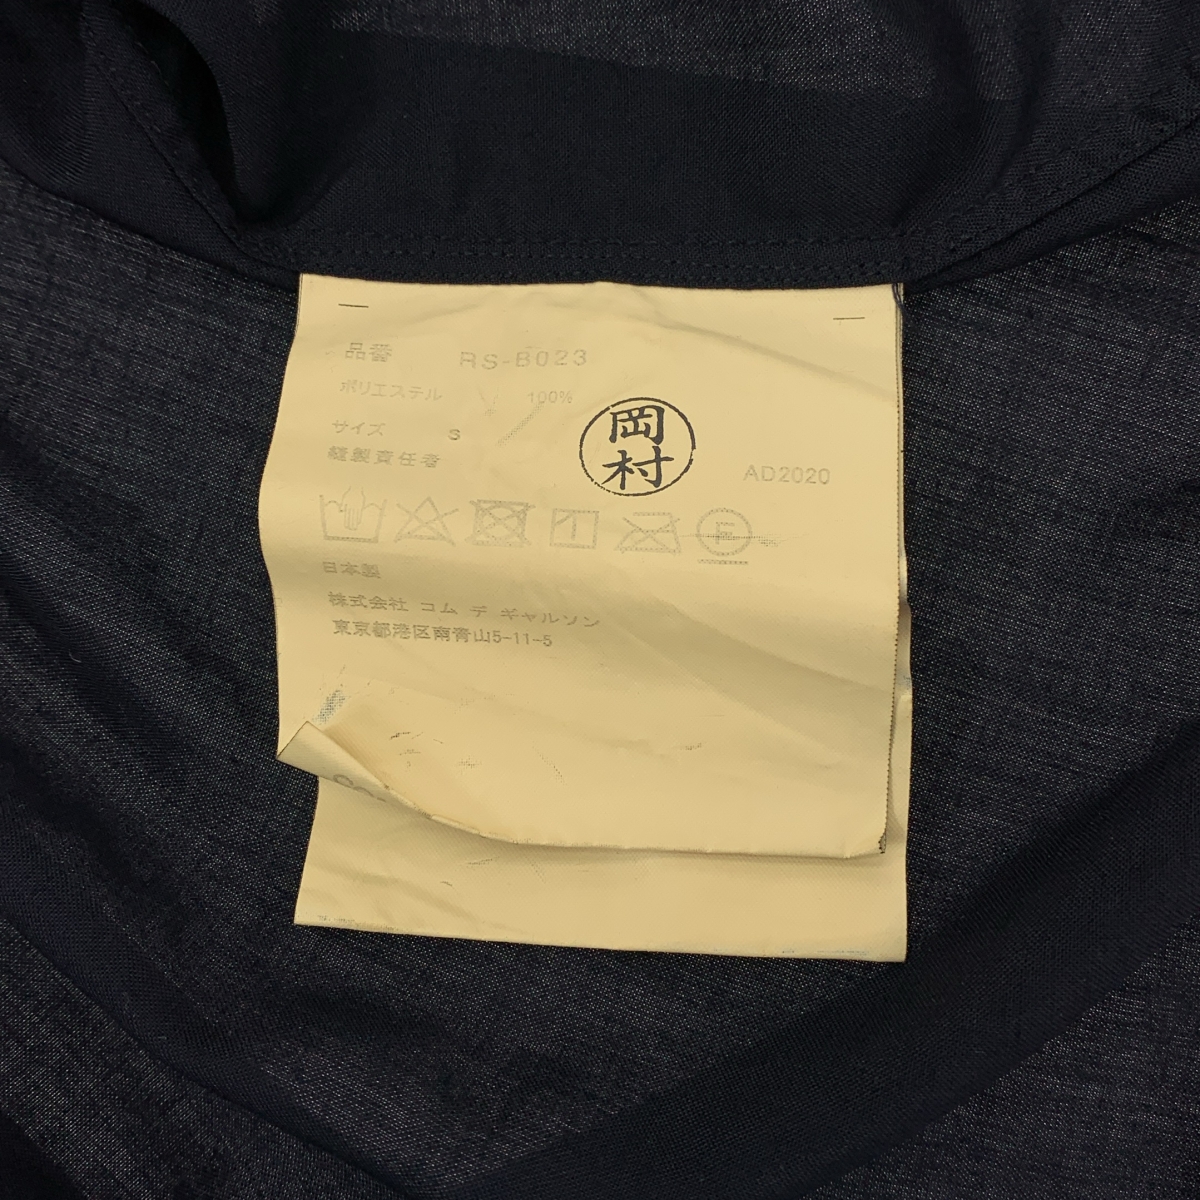 品番 RS-B023
ポリエステル 100%
サイズ S
縫製責任者
岡村
AD2020
日本製
株式会社 コム デ ギャルソン
東京都港区南青山5-11-5